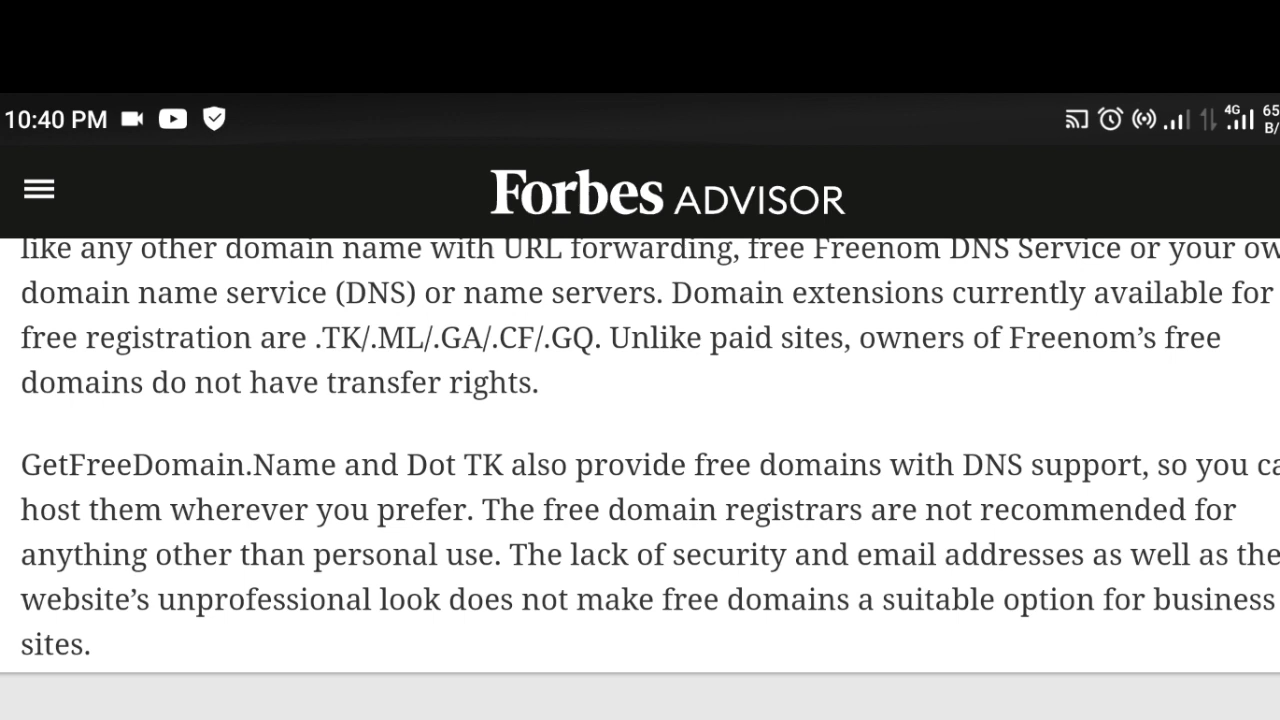 10:40 PM 4G 65
B/
Forbes ADVISOR
like any other domain name with URL forwarding, free Freenom DNS Service or your ow
domain name service (DNS) or name servers. Domain extensions currently available for
free registration are .TK/.ML/.GA/.CF/.GQ. Unlike paid sites, owners of Freenom’s free
domains do not have transfer rights.
GetFreeDomain.Name and Dot TK also provide free domains with DNS support, so you ca
host them wherever you prefer. The free domain registrars are not recommended for
anything other than personal use. The lack of security and email addresses as well as the
website’s unprofessional look does not make free domains a suitable option for business
sites.